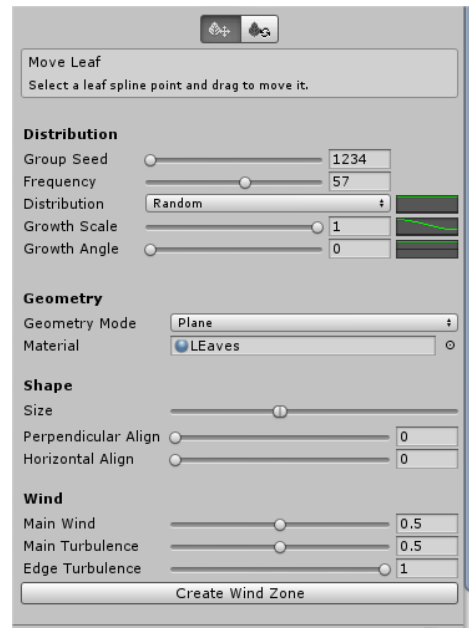 Move Leaf
Select a leaf spline point and drag to move it.
Distribution
Group Seed 1234
Frequency 57
Distribution Random
Growth Scale 1
Growth Angle 0
Geometry
Geometry Mode Plane
Material LEaves
Shape
Size
Perpendicular Align 0
Horizontal Align 0
Wind
Main Wind 0.5
Main Turbulence 0.5
Edge Turbulence 1
Create Wind Zone